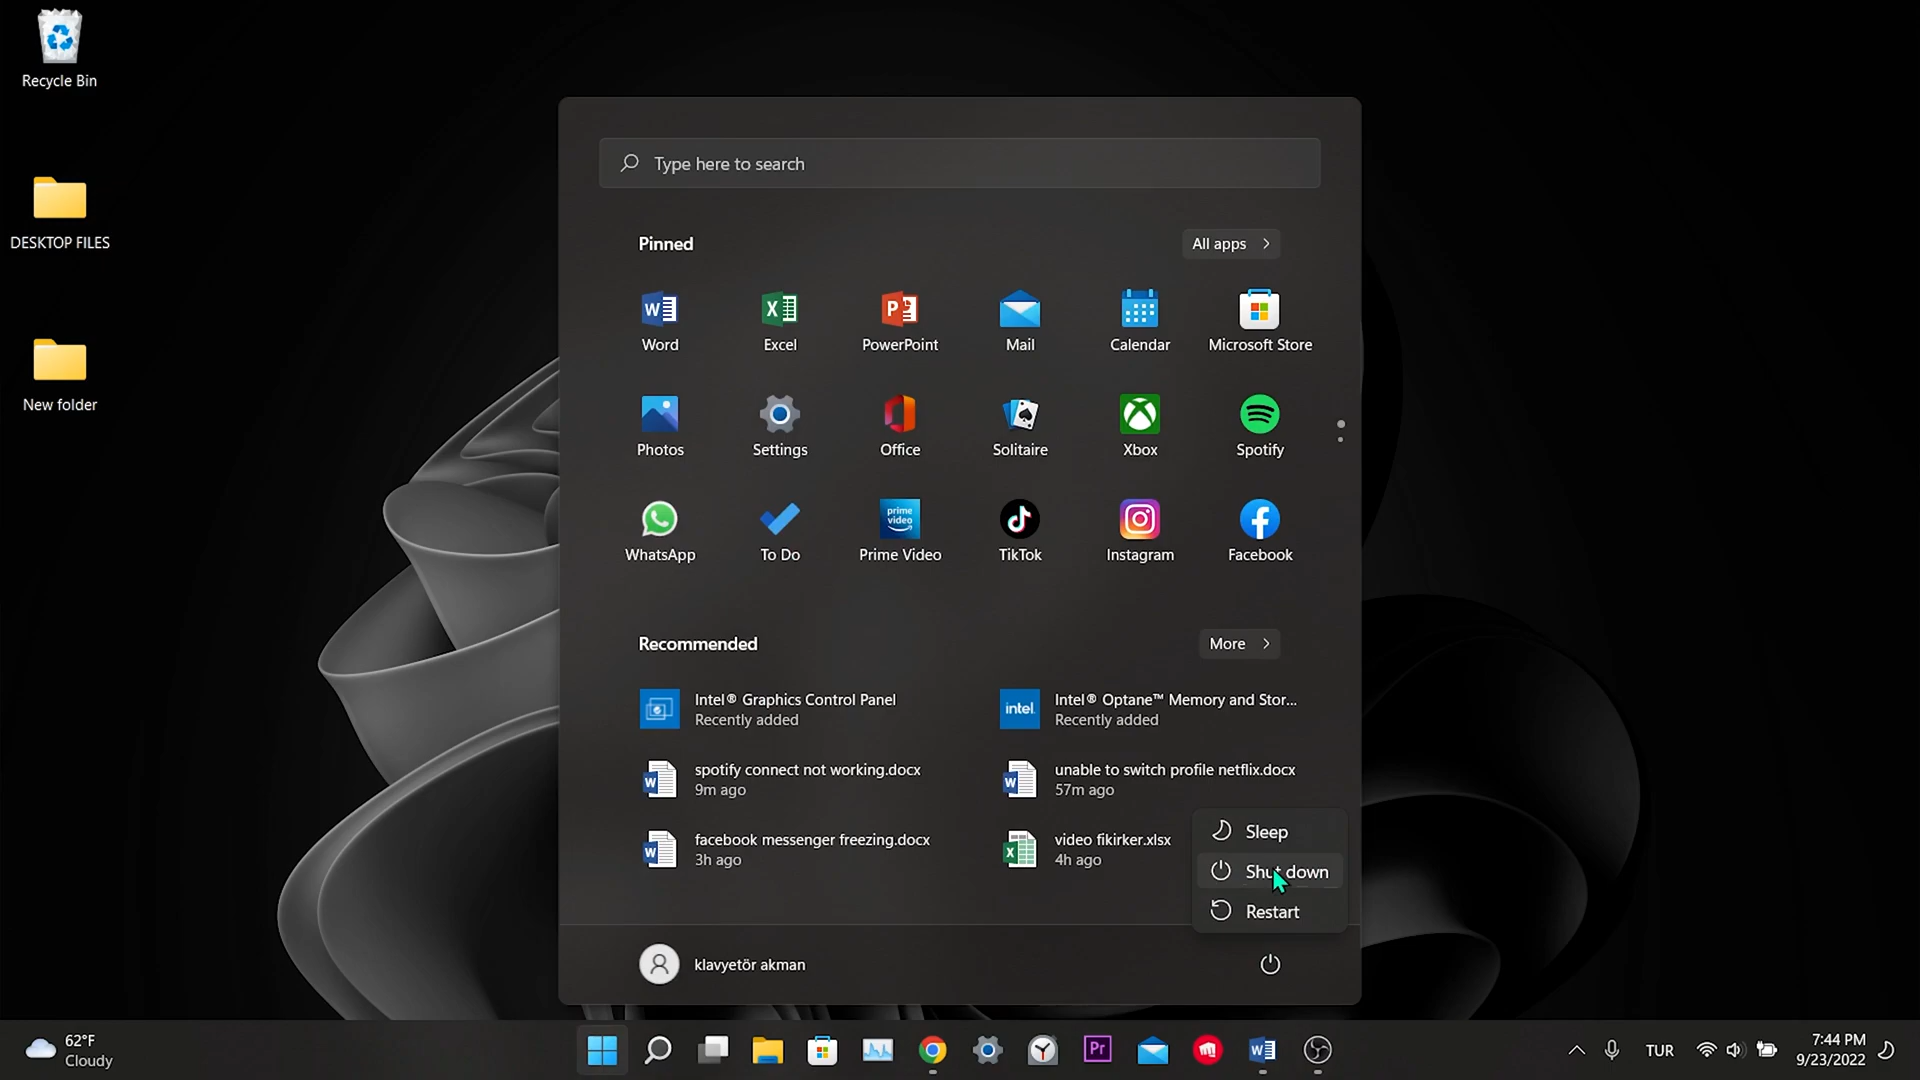 Recycle Bin
DESKTOP FILES
New folder
Type here to search
Pinned
All apps
Word
Excel
PowerPoint
Mail
Calendar
Microsoft Store
Photos
Settings
Office
Solitaire
Xbox
Spotify
WhatsApp
To Do
prime video
Prime Video
TikTok
Instagram
Facebook
Recommended
More
Intel® Graphics Control Panel
Recently added
intel.
Intel® Optane™ Memory and Stor...
Recently added
spotify connect not working.docx
9m ago
unable to switch profile netflix.docx
57m ago
facebook messenger freezing.docx
3h ago
video fikirker.xlsx
4h ago
Sleep
Shut down
Restart
klavyetör akman
62°F
Cloudy
Pr
TUR
7:44 PM
9/23/2022